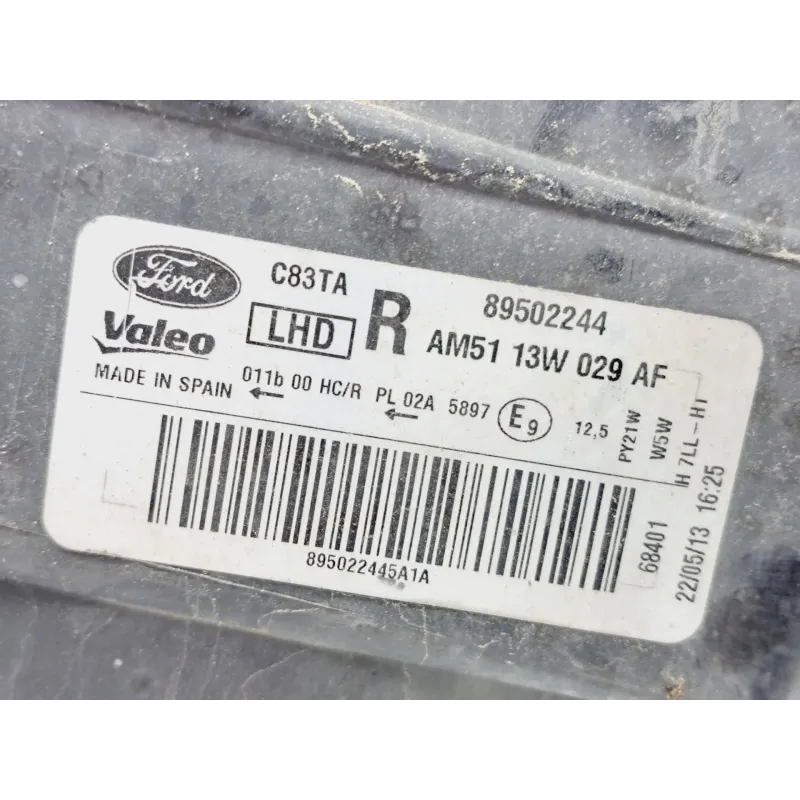 Ford C83TA R 89502244
Valeo LHD AM51 13W 029 AF
MADE IN SPAIN 011b 00 HC/R PL 02A 5897 E9 12,5
PY21W
W5W
H7LL-H1
895022445A1A
68401
22/05/13 16:25